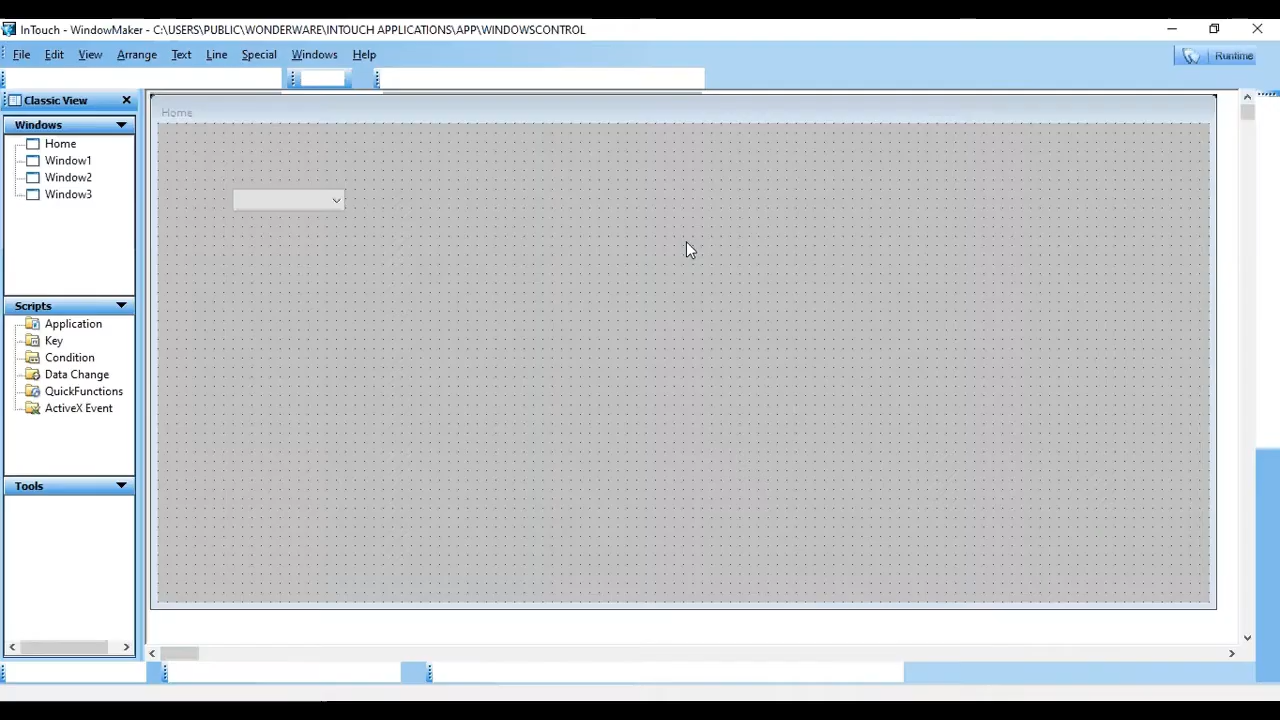 InTouch - WindowMaker - C:\USERS\PUBLIC\WONDERWARE\INTOUCH APPLICATIONS\APP\WINDOWSCONTROL
File Edit View Arrange Text Line Special Windows Help
Runtime
Classic View
Windows
Home
Window1
Window2
Window3
Scripts
Application
Key
Condition
Data Change
QuickFunctions
ActiveX Event
Tools
Home